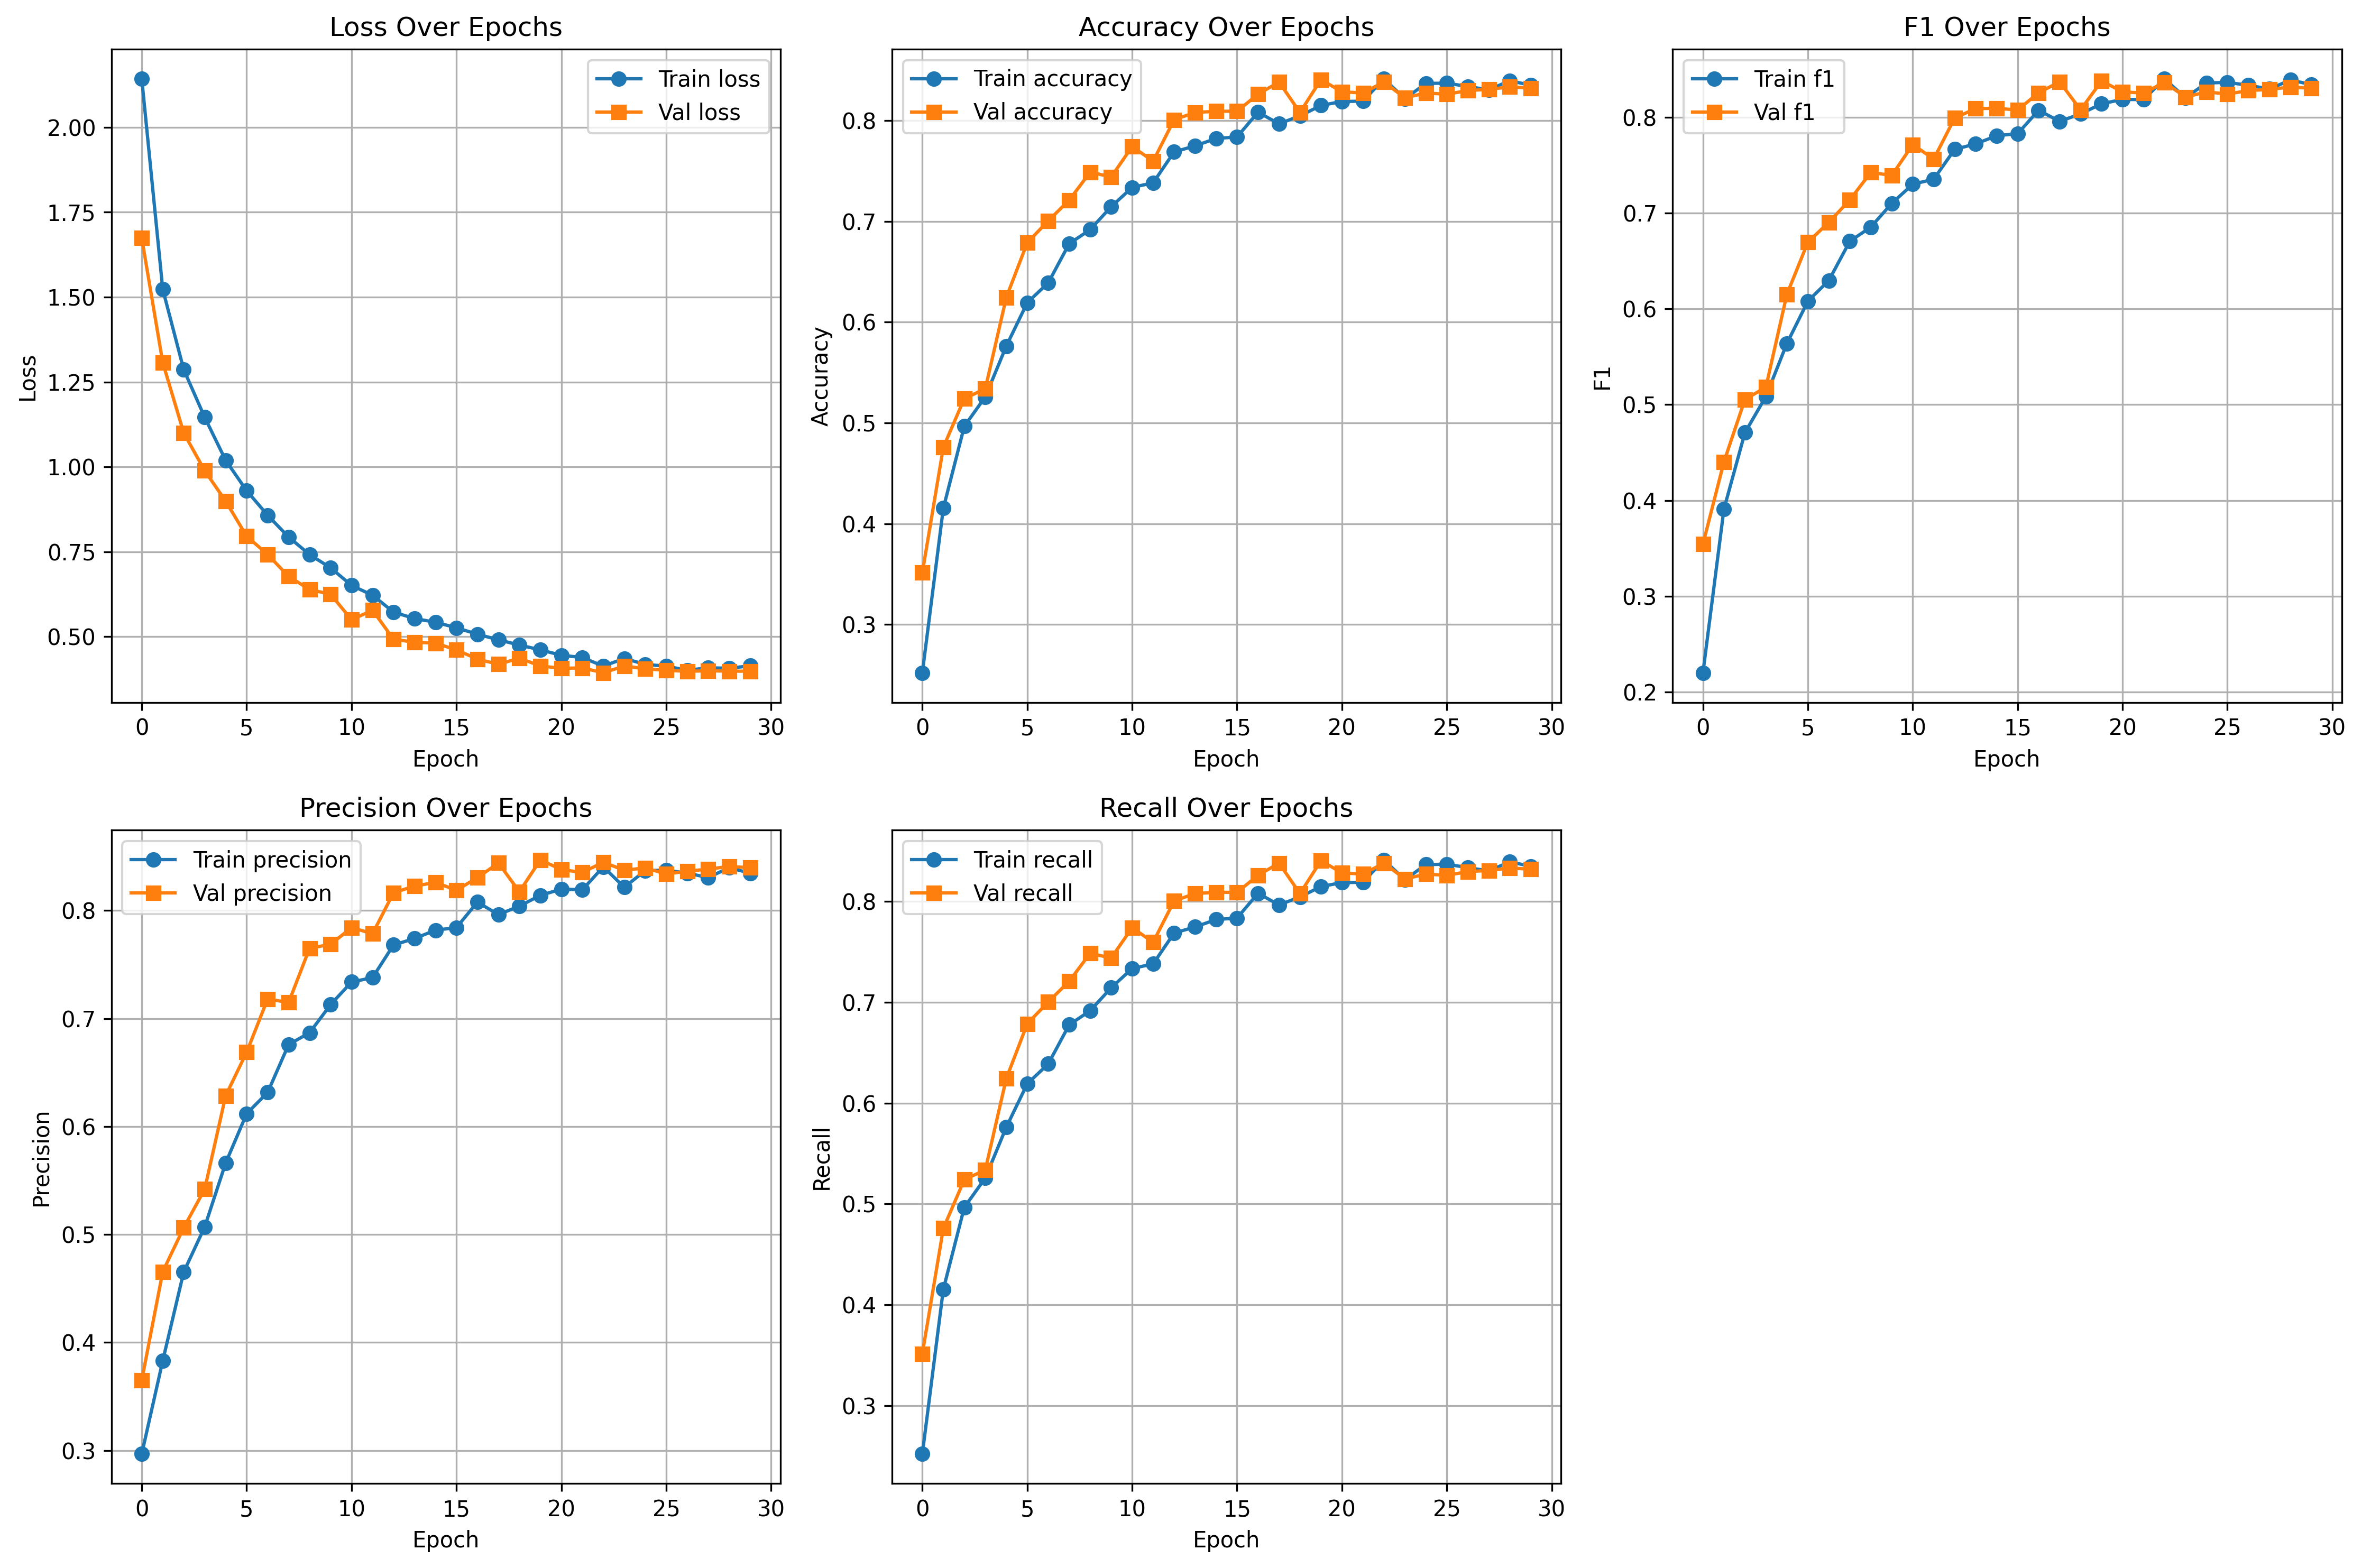 Loss Over Epochs
Train loss
Val loss
2.00
1.75
1.50
1.25
1.00
0.75
0.50
Loss
0 5 10 15 20 25 30
Epoch
Accuracy Over Epochs
Train accuracy
Val accuracy
0.8
0.7
0.6
0.5
0.4
0.3
Accuracy
0 5 10 15 20 25 30
Epoch
F1 Over Epochs
Train f1
Val f1
0.8
0.7
0.6
0.5
0.4
0.3
0.2
F1
0 5 10 15 20 25 30
Epoch
Precision Over Epochs
Train precision
Val precision
0.8
0.7
0.6
0.5
0.4
0.3
Precision
0 5 10 15 20 25 30
Epoch
Recall Over Epochs
Train recall
Val recall
0.8
0.7
0.6
0.5
0.4
0.3
Recall
0 5 10 15 20 25 30
Epoch